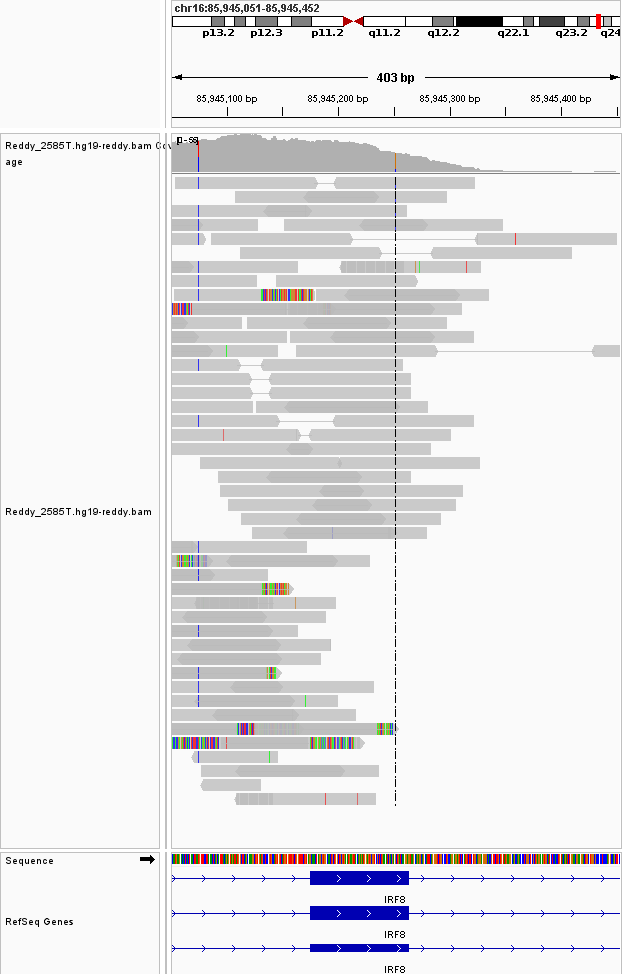 chr16:85,945,051-85,945,452
p13.2 p12.3 p11.2 q11.2 q12.2 q22.1 q23.2 q24
403 bp
85,945,100 bp 85,945,200 bp 85,945,300 bp 85,945,400 bp
Reddy_2585T.hg19-reddy.bam
age
Reddy_2585T.hg19-reddy.bam
Sequence
RefSeq Genes
IRF8
IRF8
IRF8